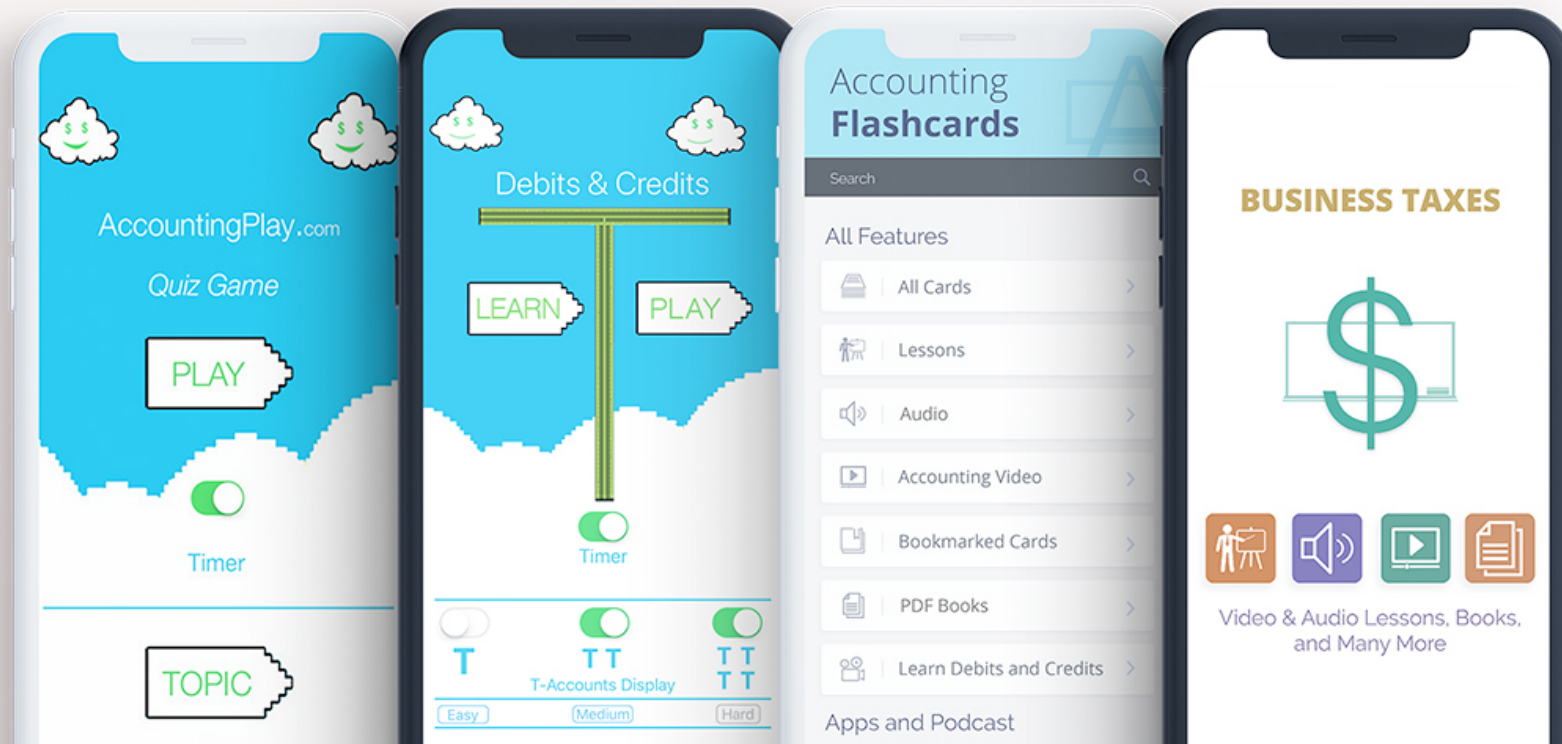 AccountingPlay.com
Quiz Game
PLAY
Timer
TOPIC
Debits & Credits
LEARN
PLAY
Timer
T
T T
T T
T T
T-Accounts Display
Easy
Medium
Hard
Accounting
Flashcards
Search
All Features
All Cards
Lessons
Audio
Accounting Video
Bookmarked Cards
PDF Books
Learn Debits and Credits
Apps and Podcast
BUSINESS TAXES
$
Video & Audio Lessons, Books,
and Many More